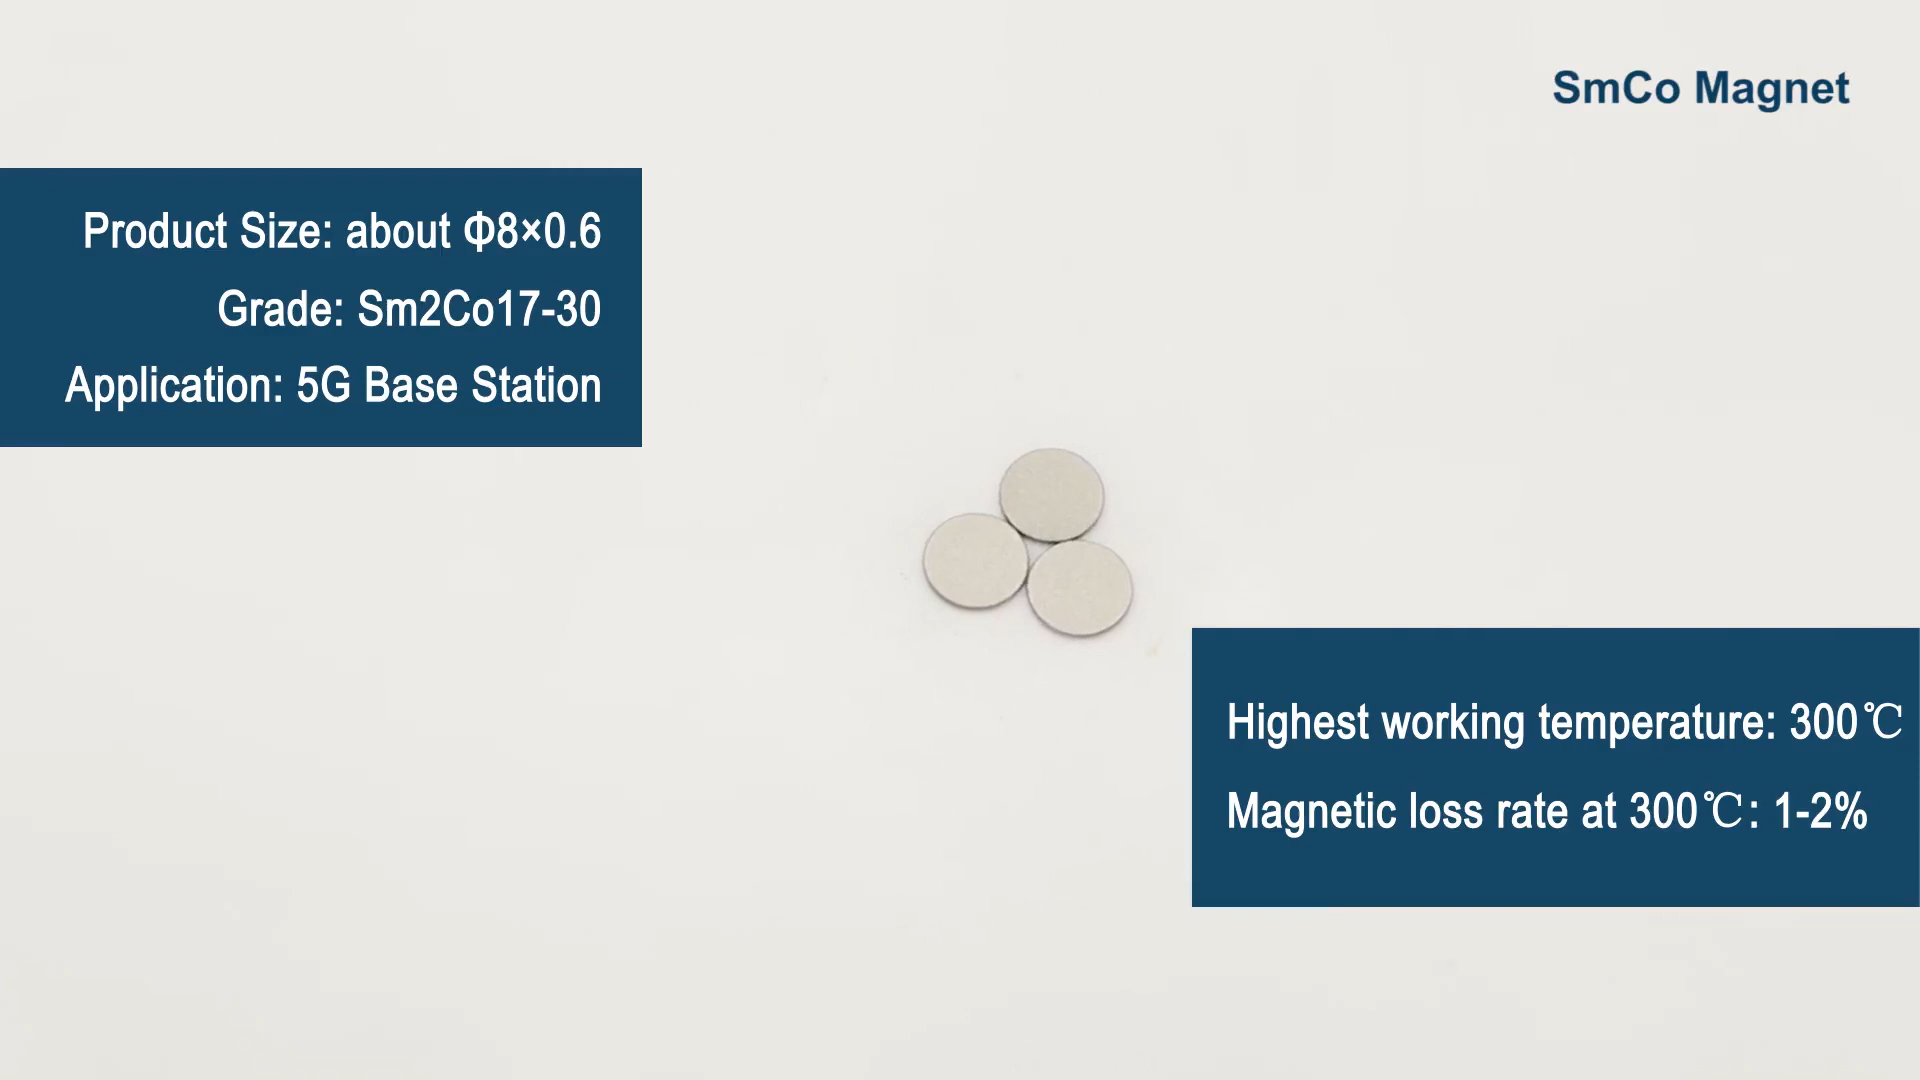 SmCo Magnet
Product Size: about Φ8×0.6
Grade: Sm2Co17-30
Application: 5G Base Station
Highest working temperature: 300℃
Magnetic loss rate at 300℃: 1-2%